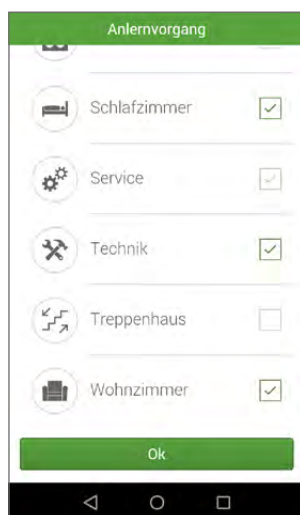 Anlernvorgang
Schlafzimmer
Service
Technik
Treppenhaus
Wohnzimmer
Ok